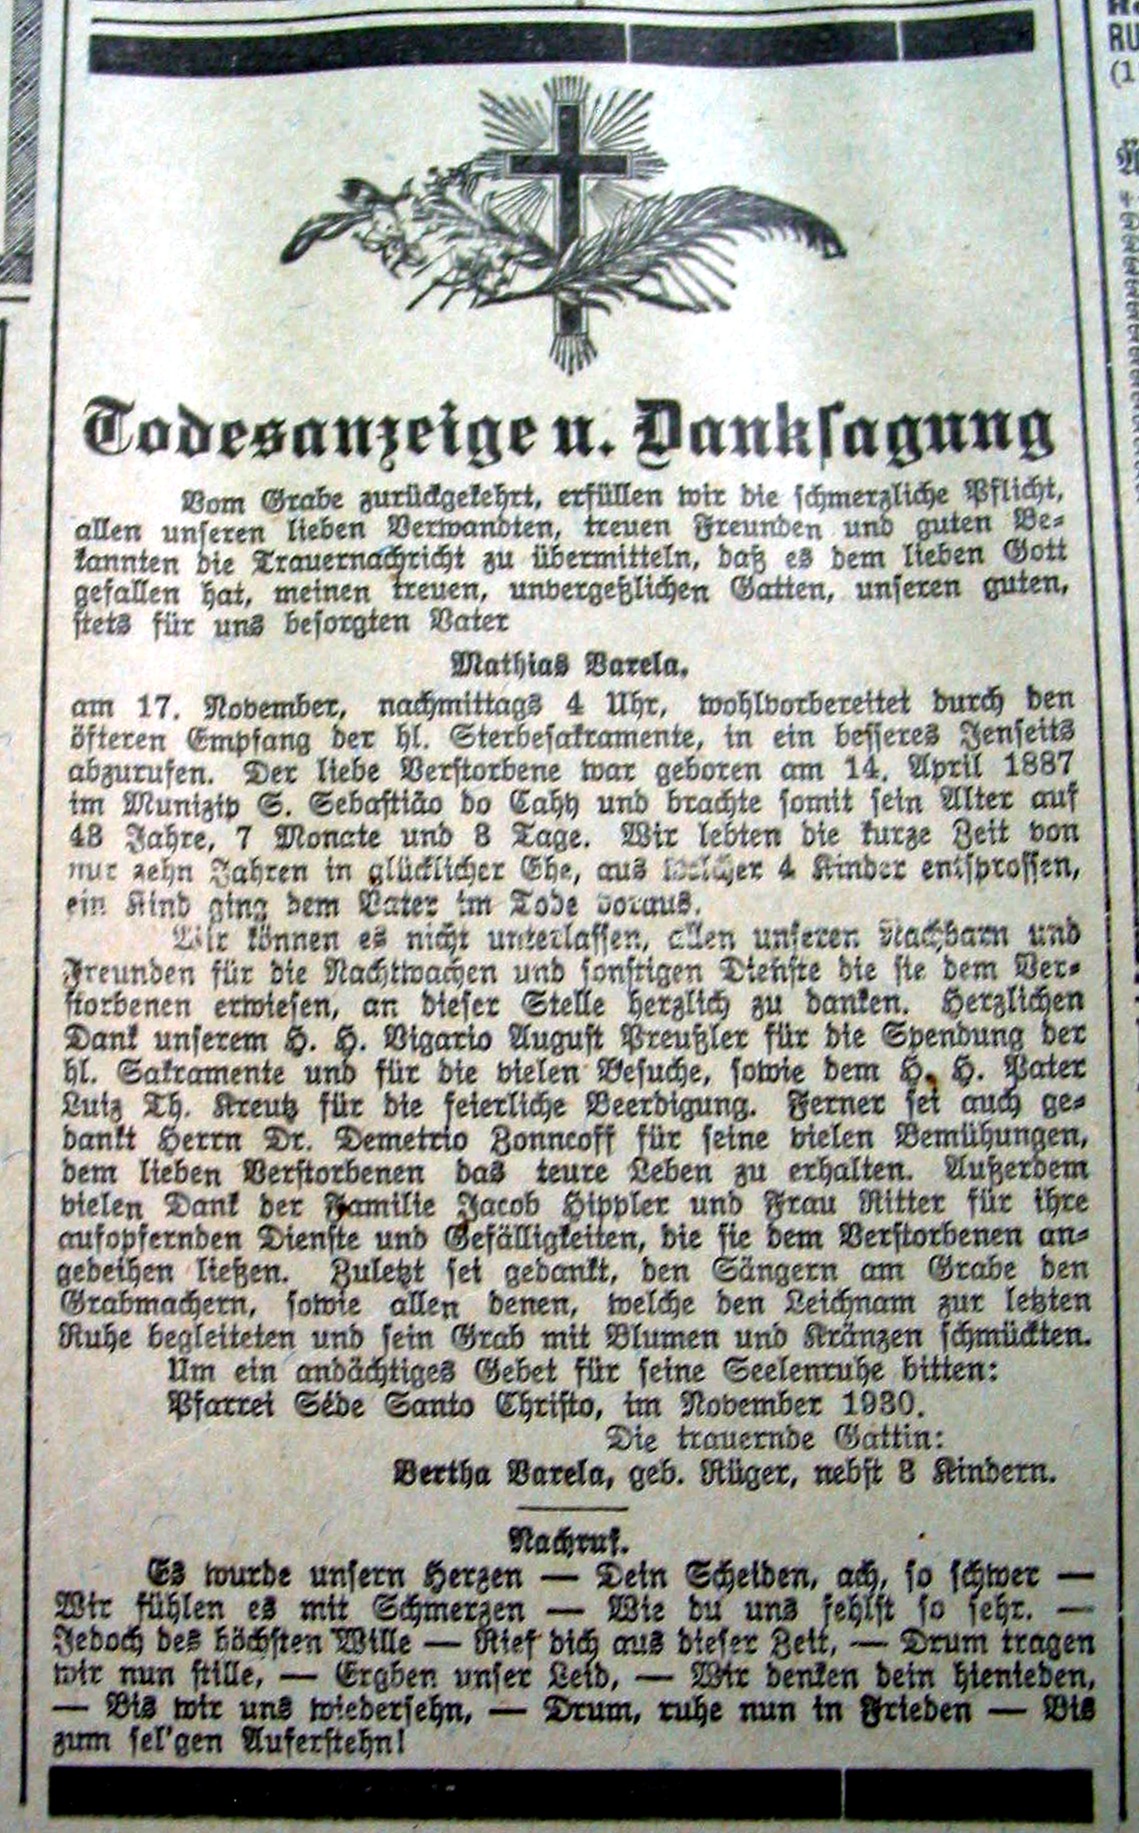 Todesanzeige u. Danksagung
Vom Grabe zurückgekehrt, erfüllen wir die schmerzliche Pflicht,
allen unseren lieben Verwandten, treuen Freunden und guten Be-
kannten die Trauernachricht zu übermitteln, daß es dem lieben Gott
gefallen hat, meinen treuen, unvergeßlichen Gatten, unseren guten,
stets für uns besorgten Vater
Mathias Varela,
am 17. November, nachmittags 4 Uhr, wohlvorbereitet durch den
öfteren Empfang der hl. Sterbesakramente, in ein besseres Jenseits
abzurufen. Der liebe Verstorbene war geboren am 14. April 1887
im Munizip S. Sebastião do Cahy und brachte somit sein Alter auf
43 Jahre, 7 Monate und 3 Tage. Wir lebten die kurze Zeit von
nur zehn Jahren in glücklicher Ehe, aus welcher 4 Kinder entsprossen,
ein Kind ging dem Vater im Tode voraus.
Wir können es nicht unterlassen, allen unseren Nachbarn und
Freunden für die Nachtwachen und sonstigen Dienste die sie dem Ver-
storbenen erwiesen, an dieser Stelle herzlich zu danken. Herzlichen
Dank unserem H. H. Vigario August Preußler für die Spendung der
hl. Sakramente und für die vielen Besuche, sowie dem H. H. Pater
Luiz Th. Kreutz für die feierliche Beerdigung. Ferner sei auch ge-
dankt Herrn Dr. Demetrio Zonncoff für seine vielen Bemühungen,
dem lieben Verstorbenen das teure Leben zu erhalten. Außerdem
vielen Dank der Familie Jacob Hippler und Frau Ritter für ihre
aufopfernden Dienste und Gefälligkeiten, die sie dem Verstorbenen an-
gedeihen ließen. Zuletzt sei gedankt, den Sängern am Grabe den
Grabmachern, sowie allen denen, welche den Leichnam zur letzten
Ruhe begleiteten und sein Grab mit Blumen und Kränzen schmückten.
Um ein andächtiges Gebet für seine Seelenruhe bitten:
Pfarrei Séde Santo Christo, im November 1930.
Die trauernde Gattin:
Bertha Varela, geb. Rüger, nebst 3 Kindern.
Nachruf.
Es wurde unsern Herzen — Dein Scheiden, ach, so schwer —
Wir fühlen es mit Schmerzen — Wie du uns fehlst so sehr. —
Jedoch des höchsten Wille — Rief dich aus dieser Zeit, — Drum tragen
wir nun stille, — Ergben unser Leid, — Wir denken dein hienieden,
— Bis wir uns wiedersehn, — Drum, ruhe nun in Frieden — Bis
zum sel'gen Auferstehn!